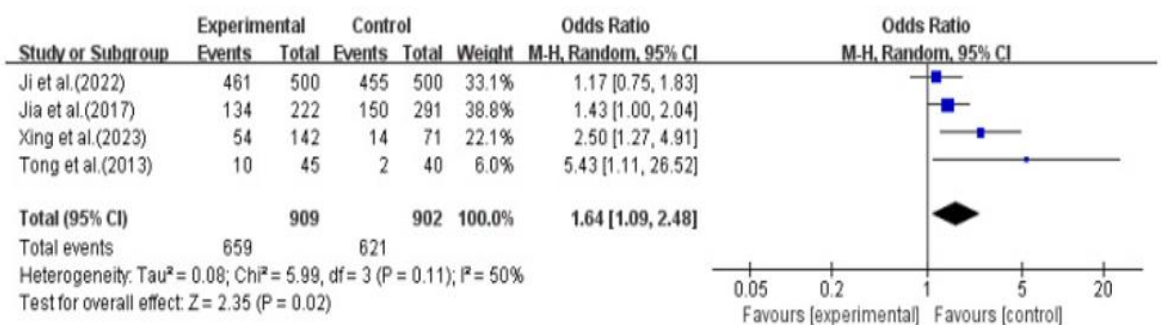 Experimental Control Odds Ratio Odds Ratio
Study or Subgroup Events Total Events Total Weight M-H, Random, 95% CI M-H, Random, 95% CI
Ji et al.(2022) 461 500 455 500 33.1% 1.17 [0.75, 1.83]
Jia et al.(2017) 134 222 150 291 38.8% 1.43 [1.00, 2.04]
Xing et al.(2023) 54 142 14 71 22.1% 2.50 [1.27, 4.91]
Tong et al.(2013) 10 45 2 40 6.0% 5.43 [1.11, 26.52]
Total (95% CI) 909 902 100.0% 1.64 [1.09, 2.48]
Total events 659 621
Heterogeneity: Tau² = 0.08; Chi² = 5.99, df = 3 (P = 0.11); I² = 50%
Test for overall effect: Z = 2.35 (P = 0.02)
0.05 0.2 1 5 20
Favours [experimental] Favours [control]